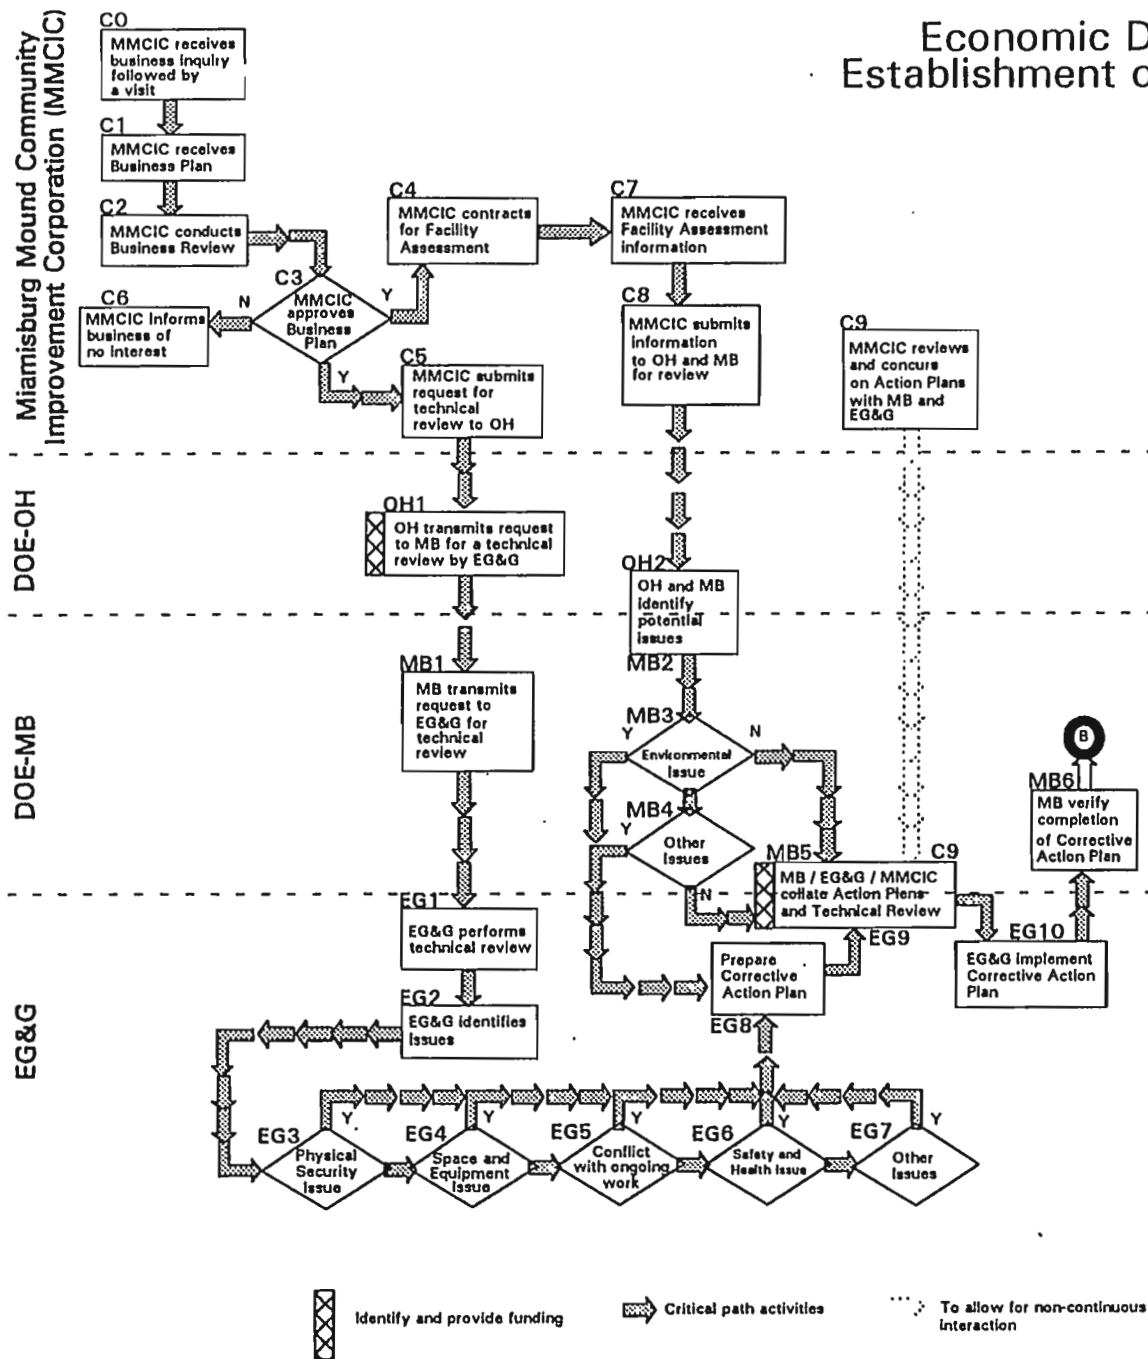 Economic D
Establishment o
Miamisburg Mound Community
Improvement Corporation (MMCIC)
C0
MMCIC receives
business inquiry
followed by
a visit
C1
MMCIC receives
Business Plan
C2
MMCIC conducts
Business Review
C3
MMCIC
approves
Business
Plan
N
Y
Y
C6
MMCIC Informs
business of
no interest
C4
MMCIC contracts
for Facility
Assessment
C5
MMCIC submits
request for
technical
review to OH
C7
MMCIC receives
Facility Assessment
information
C8
MMCIC submits
information
to OH and MB
for review
C9
MMCIC reviews
and concurs
on Action Plans
with MB and
EG&G
DOE-OH
OH1
OH transmits request
to MB for a technical
review by EG&G
OH2
OH and MB
identify
potential
issues
DOE-MB
MB1
MB transmits
request to
EG&G for
technical
review
MB2
MB3
Y
N
Environmental
Issue
MB4
Y
Other
Issues
N
MB5
C9
MB / EG&G / MMCIC
collate Action Plans
and Technical Review
EG9
B
MB6
MB verify
completion
of Corrective
Action Plan
EG&G
EG1
EG&G performs
technical review
EG2
EG&G identifies
Issues
Prepare
Corrective
Action Plan
EG8
EG10
EG&G implement
Corrective Action
Plan
EG3
Y
Physical
Security
Issue
EG4
Y
Space and
Equipment
Issue
EG5
Y
Conflict
with ongoing
work
EG6
Y
Safety and
Health Issue
EG7
Y
Other
Issues
Identify and provide funding
Critical path activities
To allow for non-continuous
interaction